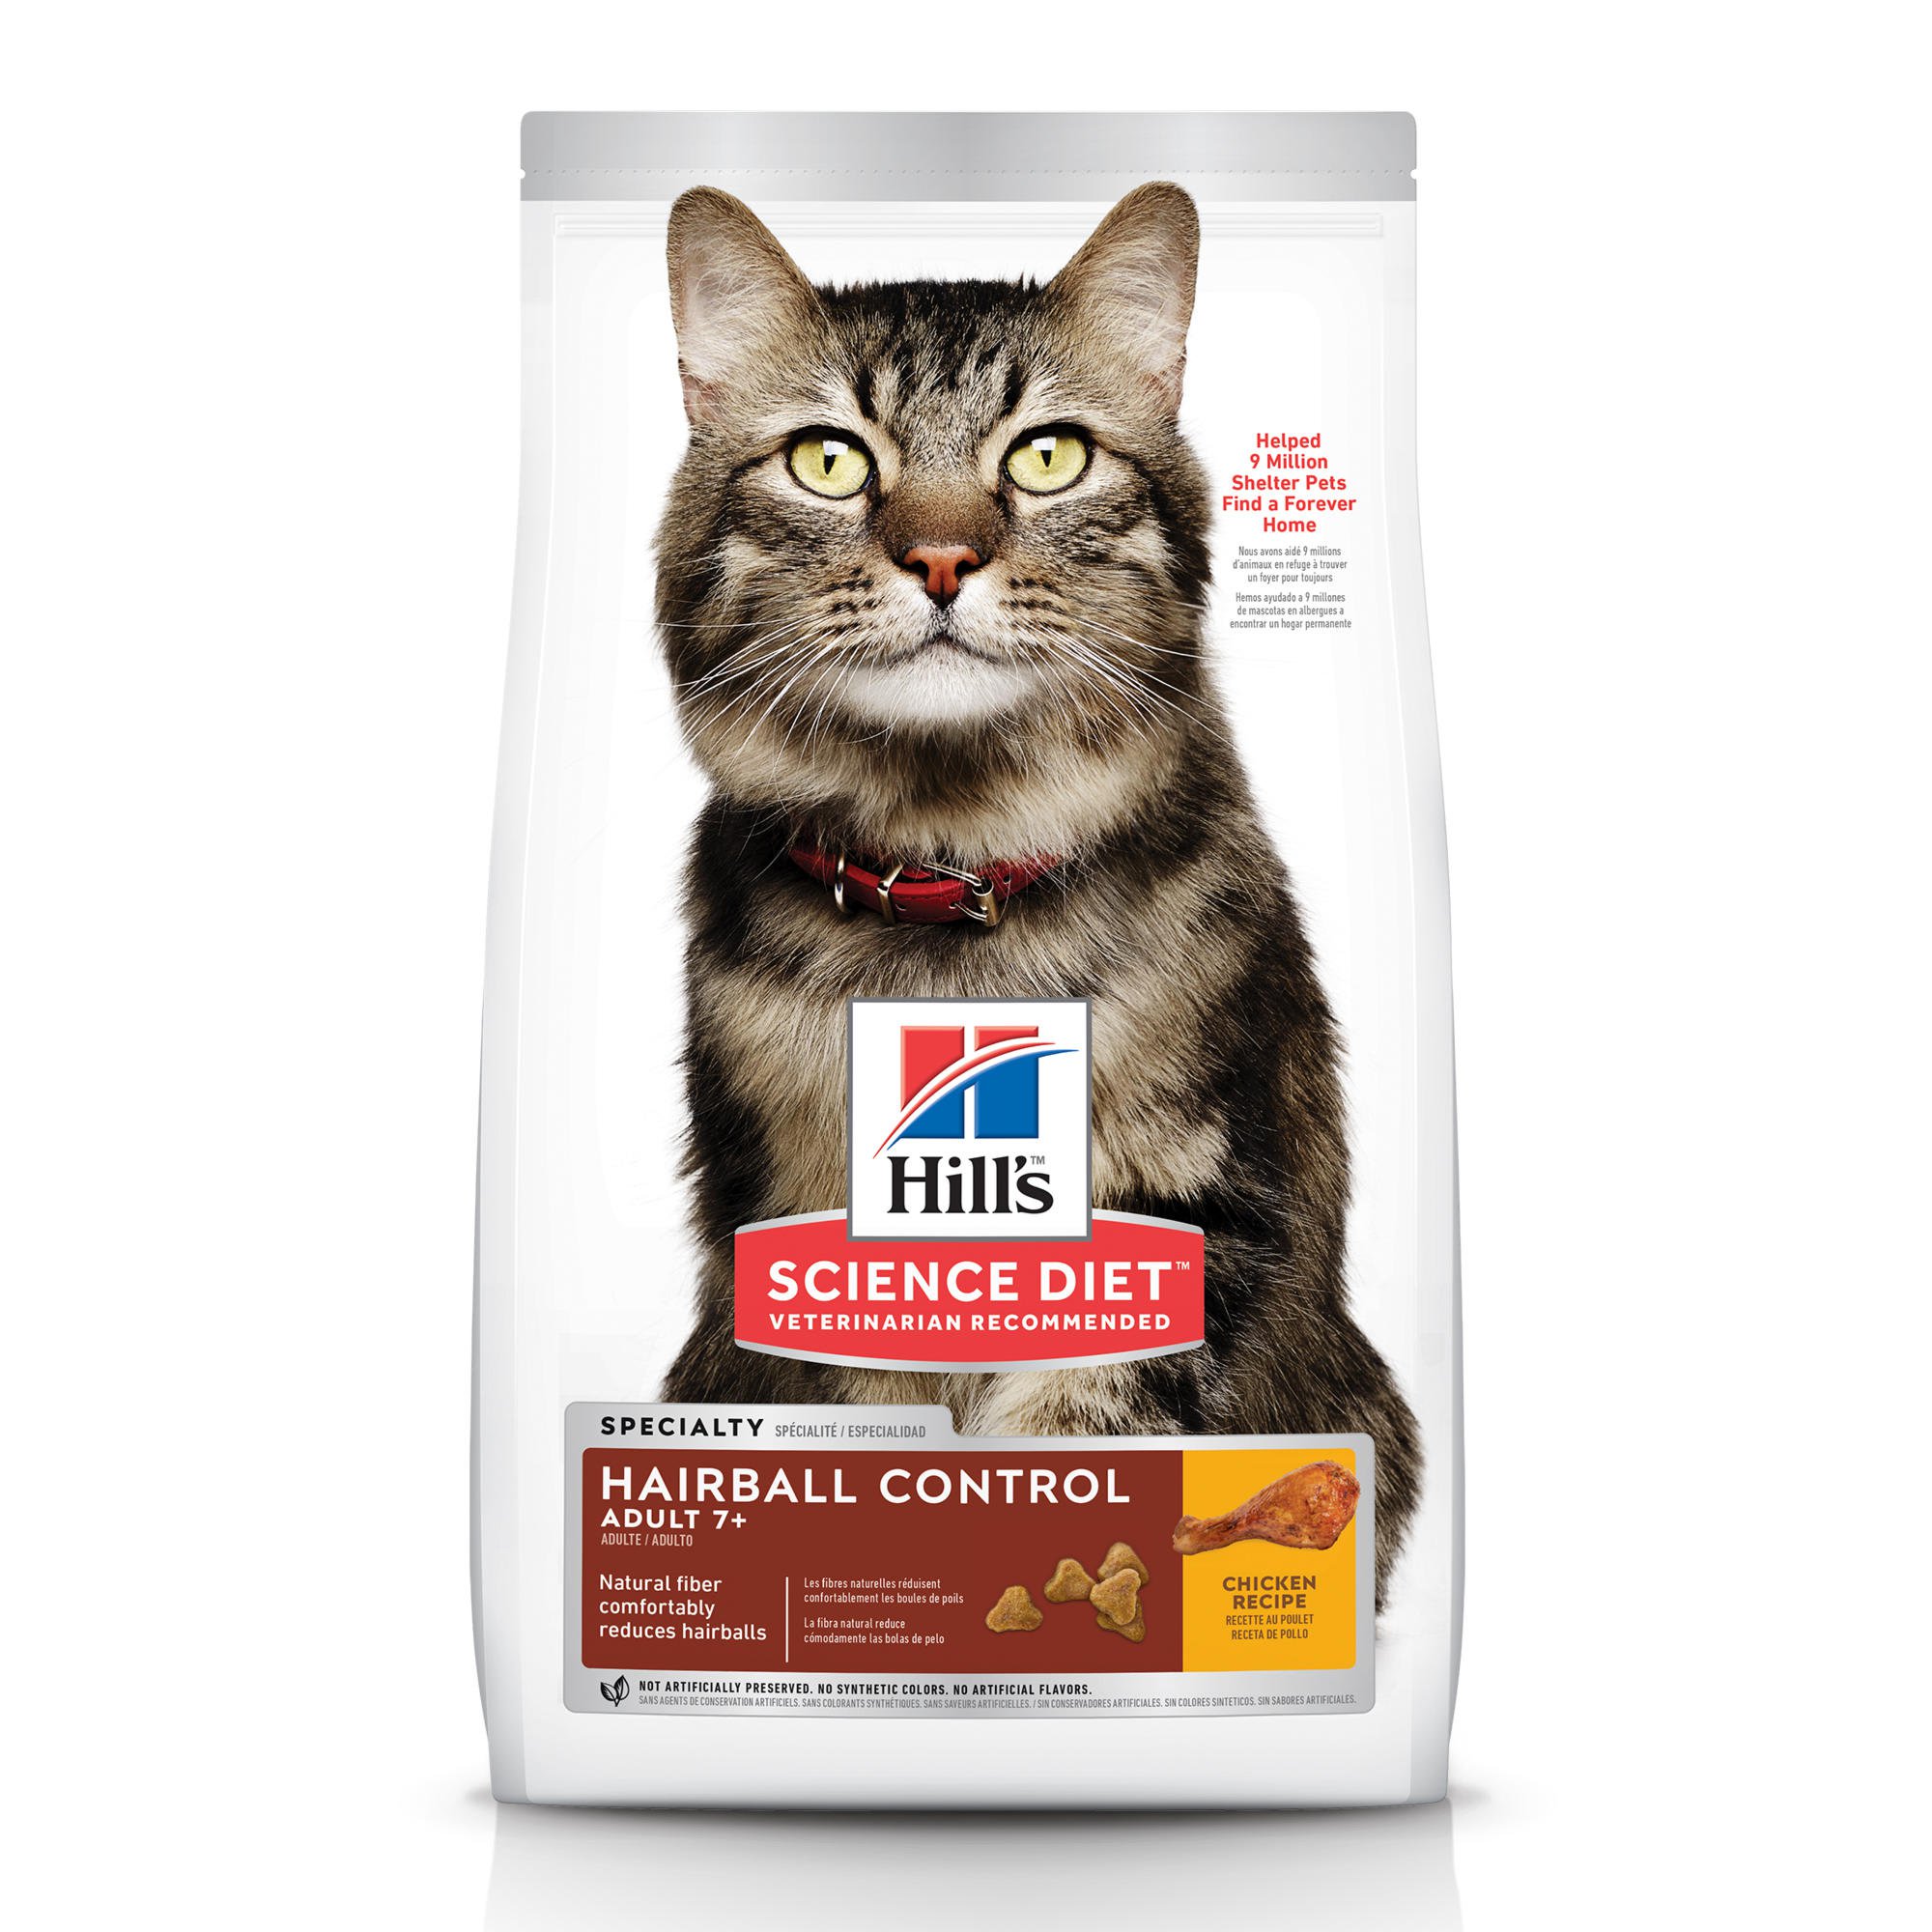 Helped
9 Million
Shelter Pets
Find a Forever
Home
Nous avons aidé 9 millions
d'animaux en refuge à trouver
un foyer pour toujours
Hemos ayudado a 9 millones
de mascotas en albergues a
encontrar un hogar permanente
Hill's™
SCIENCE DIET™
VETERINARIAN RECOMMENDED
SPECIALTY SPÉCIALITÉ / ESPECIALIDAD
HAIRBALL CONTROL
ADULT 7+
ADULTE / ADULTO
Natural fiber
comfortably
reduces hairballs
Les fibres naturelles réduisent
confortablement les boules de poils
La fibra natural reduce
cómodamente las bolas de pelo
CHICKEN
RECIPE
RECETTE AU POULET
RECETA DE POLLO
NOT ARTIFICIALLY PRESERVED. NO SYNTHETIC COLORS. NO ARTIFICIAL FLAVORS.
SANS AGENTS DE CONSERVATION ARTIFICIELS. SANS COLORANTS SYNTHÉTIQUES. SANS SAVEURS ARTIFICIELLES. / SIN CONSERVADORES ARTIFICIALES. SIN COLORES SINTETICOS. SIN SABORES ARTIFICIALES.